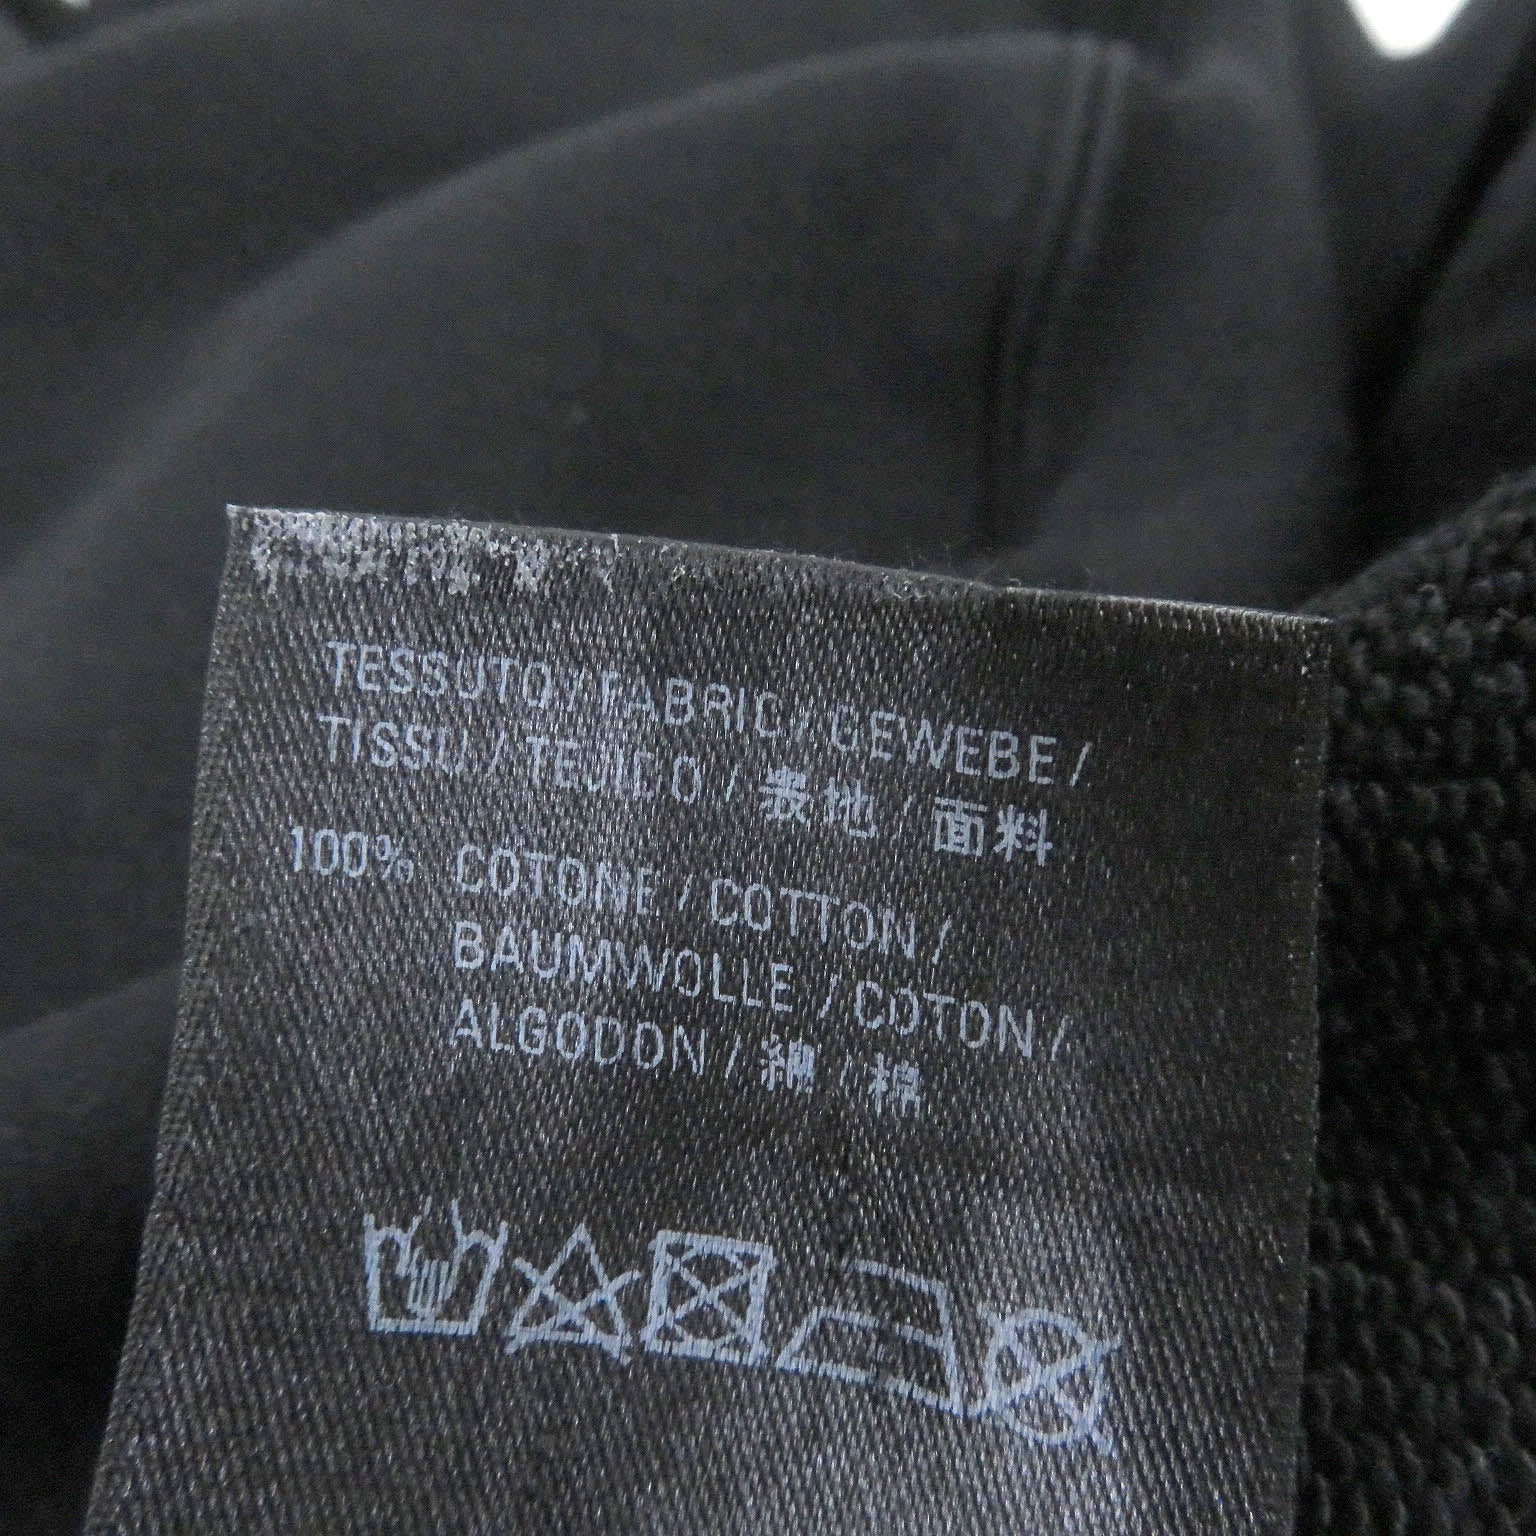 TESSUTO / FABRIC / GEWEBE /
TISSU / TEJIDO / 表地 / 面料
100% COTONE / COTTON /
BAUMWOLLE / COTON /
ALGODON / 綿 / 棉